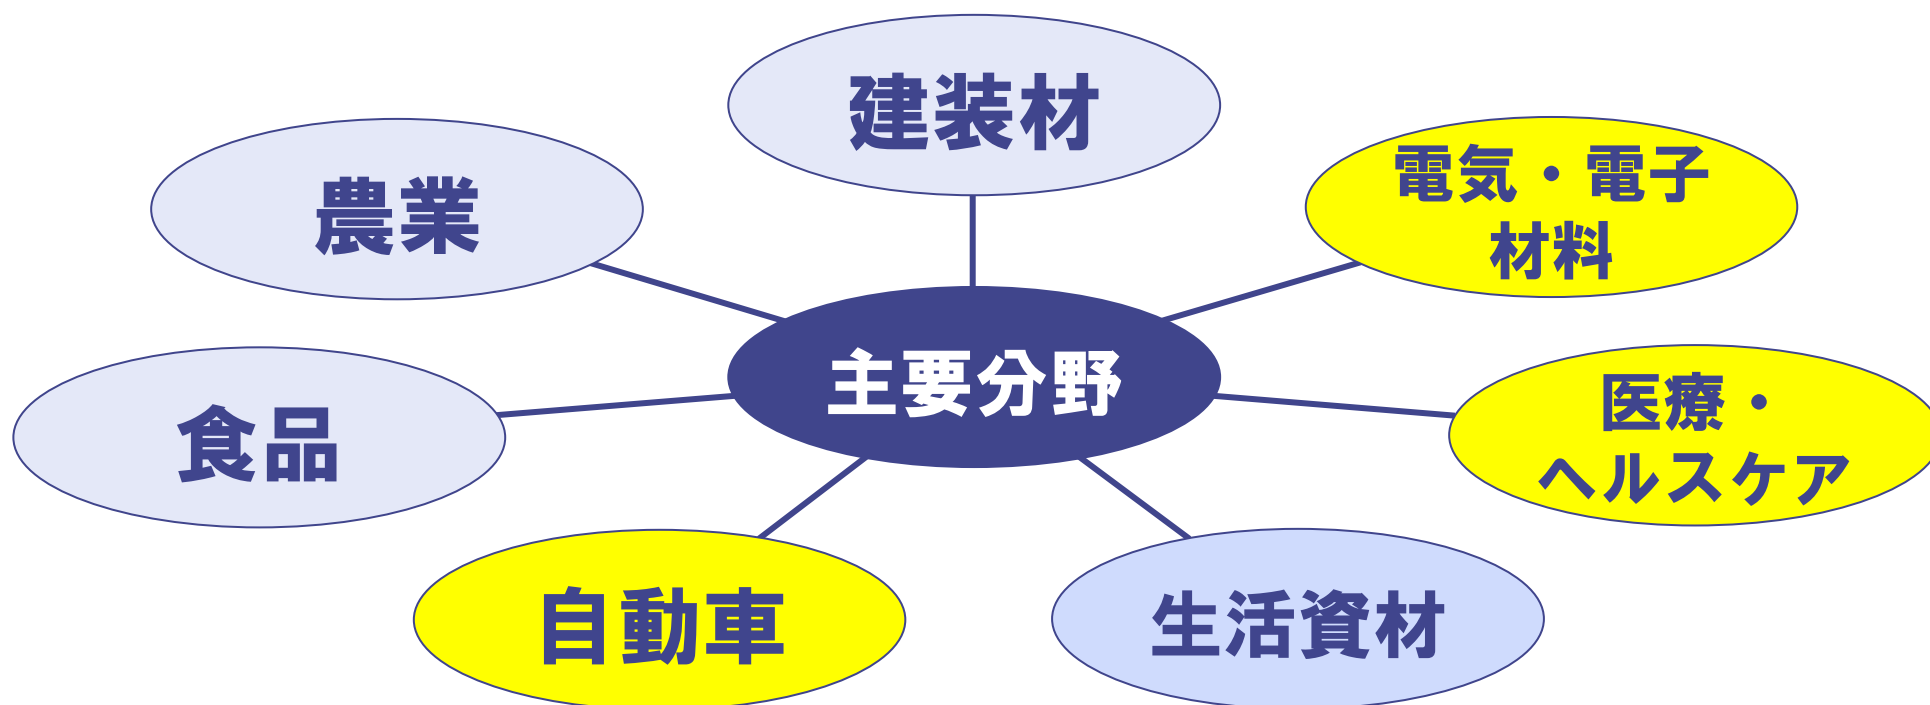 建装材
農業
電気・電子
材料
主要分野
食品
医療・
ヘルスケア
自動車
生活資材